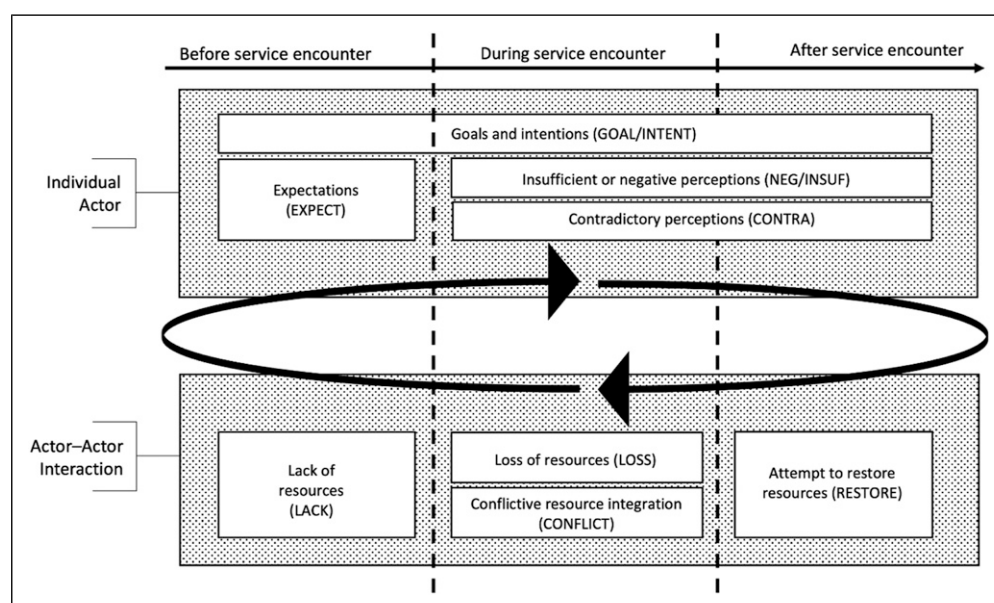 Before service encounter
During service encounter
After service encounter
Individual
Actor
Goals and intentions (GOAL/INTENT)
Expectations
(EXPECT)
Insufficient or negative perceptions (NEG/INSUF)
Contradictory perceptions (CONTRA)
Actor–Actor
Interaction
Lack of
resources
(LACK)
Loss of resources (LOSS)
Conflictive resource integration
(CONFLICT)
Attempt to restore
resources (RESTORE)